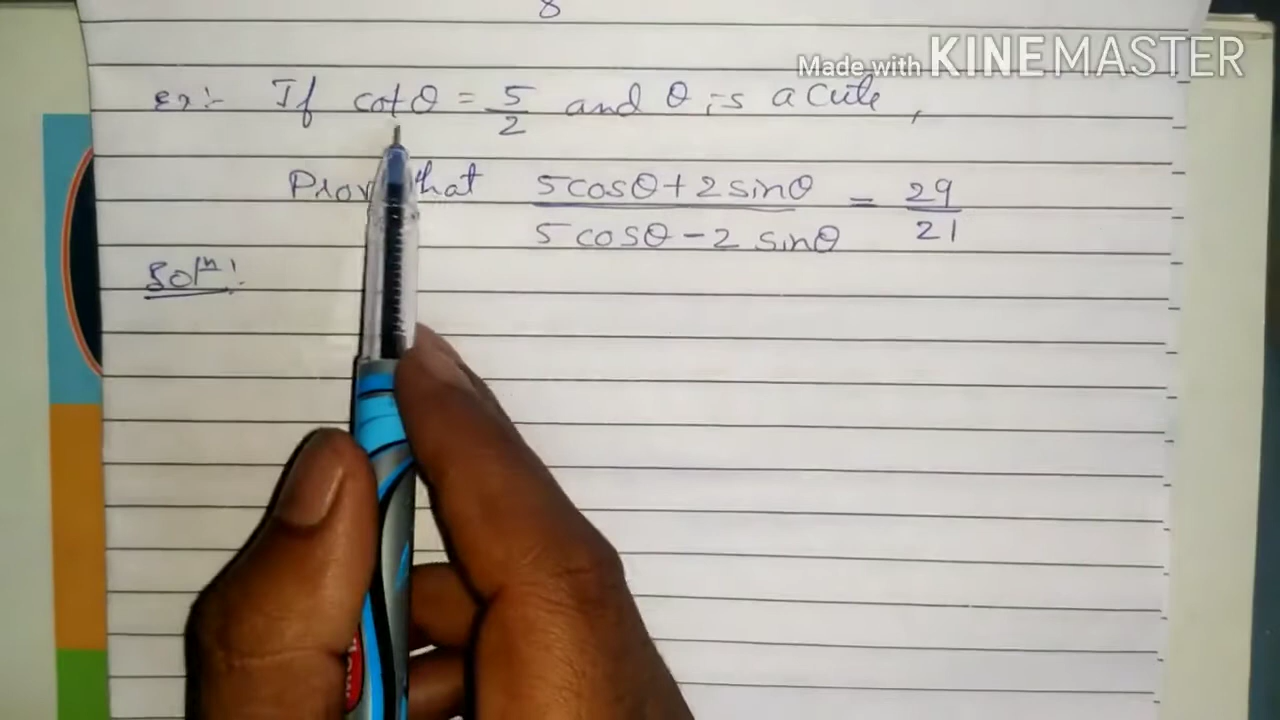 8
Made with KINEMASTER
ex:- If cotθ = 5/2 and θ is acute,
Prov that (5cosθ+2sinθ)/(5cosθ-2sinθ) = 29/21
Solⁿ: